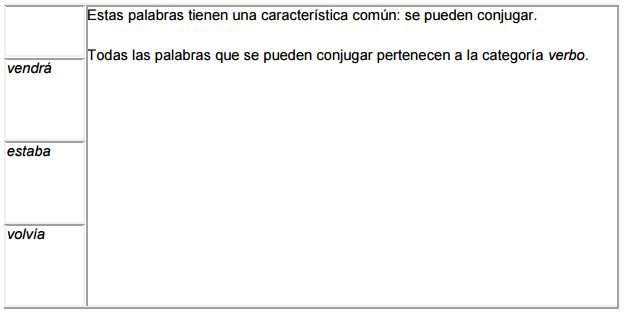 Estas palabras tienen una característica común: se pueden conjugar.
Todas las palabras que se pueden conjugar pertenecen a la categoría verbo.
vendrá
estaba
volvía